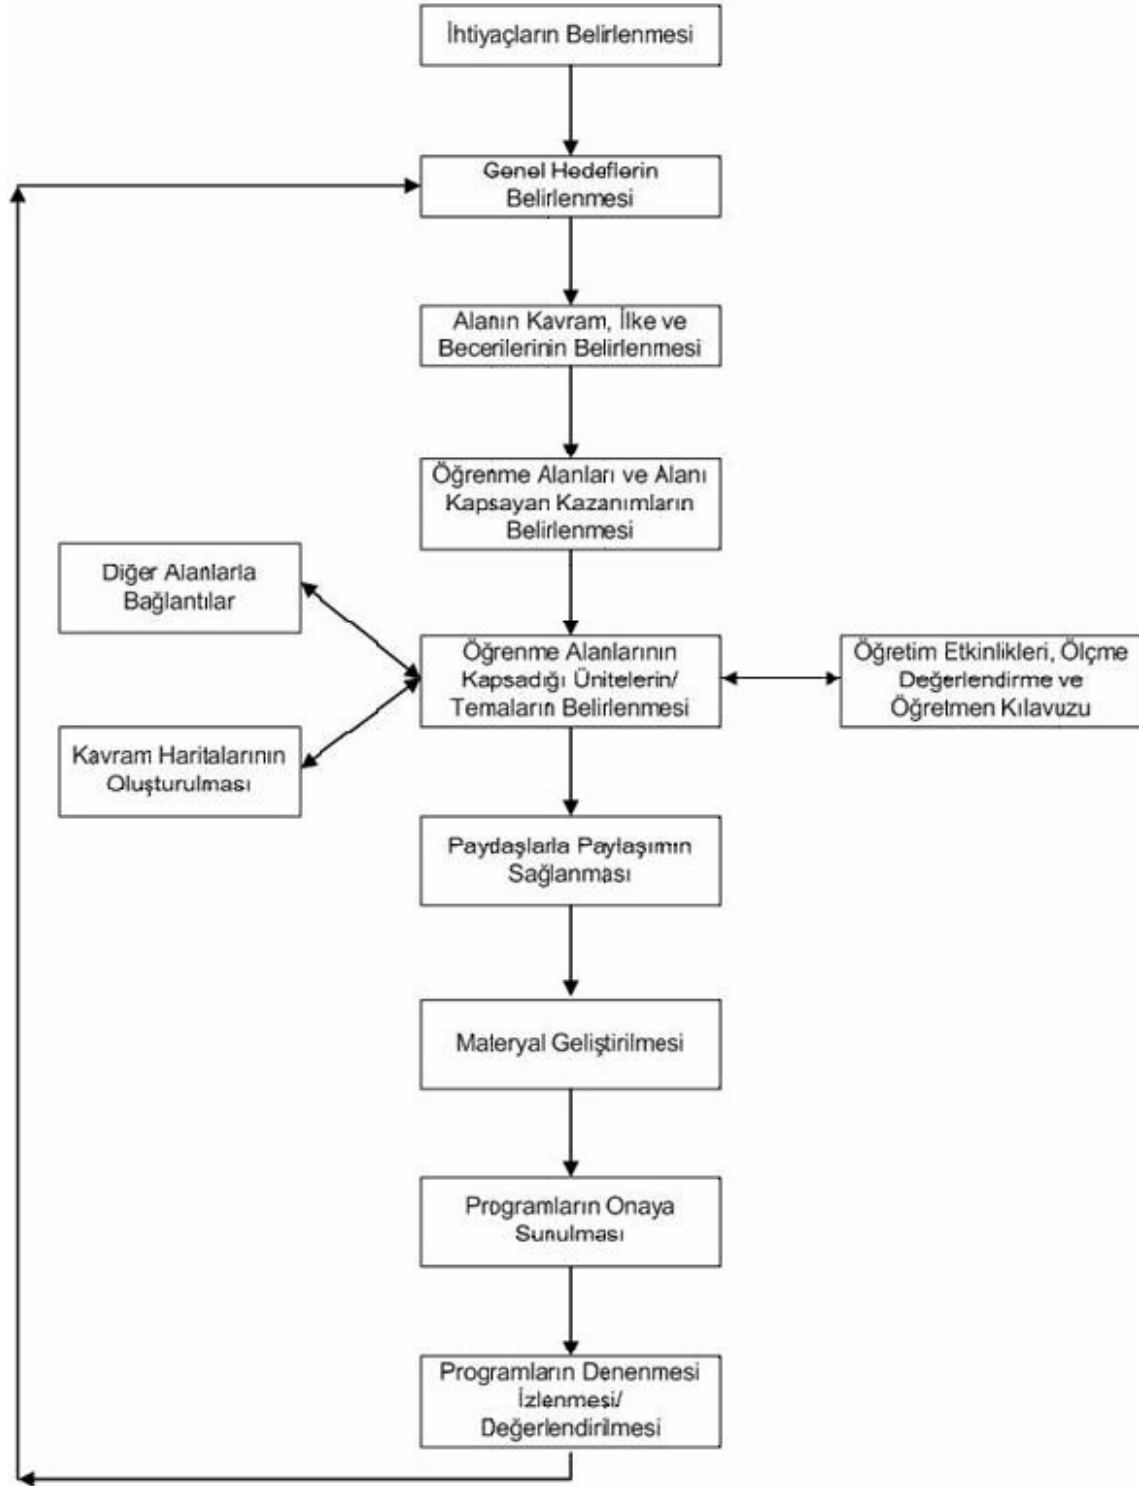 İhtiyaçların Belirlenmesi
Genel Hedeflerin
Belirlenmesi
Alanın Kavram, İlke ve
Becerilerinin Belirlenmesi
Öğrenme Alanları ve Alanı
Kapsayan Kazanımların
Belirlenmesi
Diğer Alanlarla
Bağlantılar
Öğrenme Alanlarının
Kapsadığı Ünitelerin/
Temaların Belirlenmesi
Öğretim Etkinlikleri, Ölçme
Değerlendirme ve
Öğretmen Kılavuzu
Kavram Haritalarının
Oluşturulması
Paydaşlarla Paylaşımın
Sağlanması
Materyal Geliştirilmesi
Programların Onaya
Sunulması
Programların Denenmesi
İzlenmesi/
Değerlendirilmesi